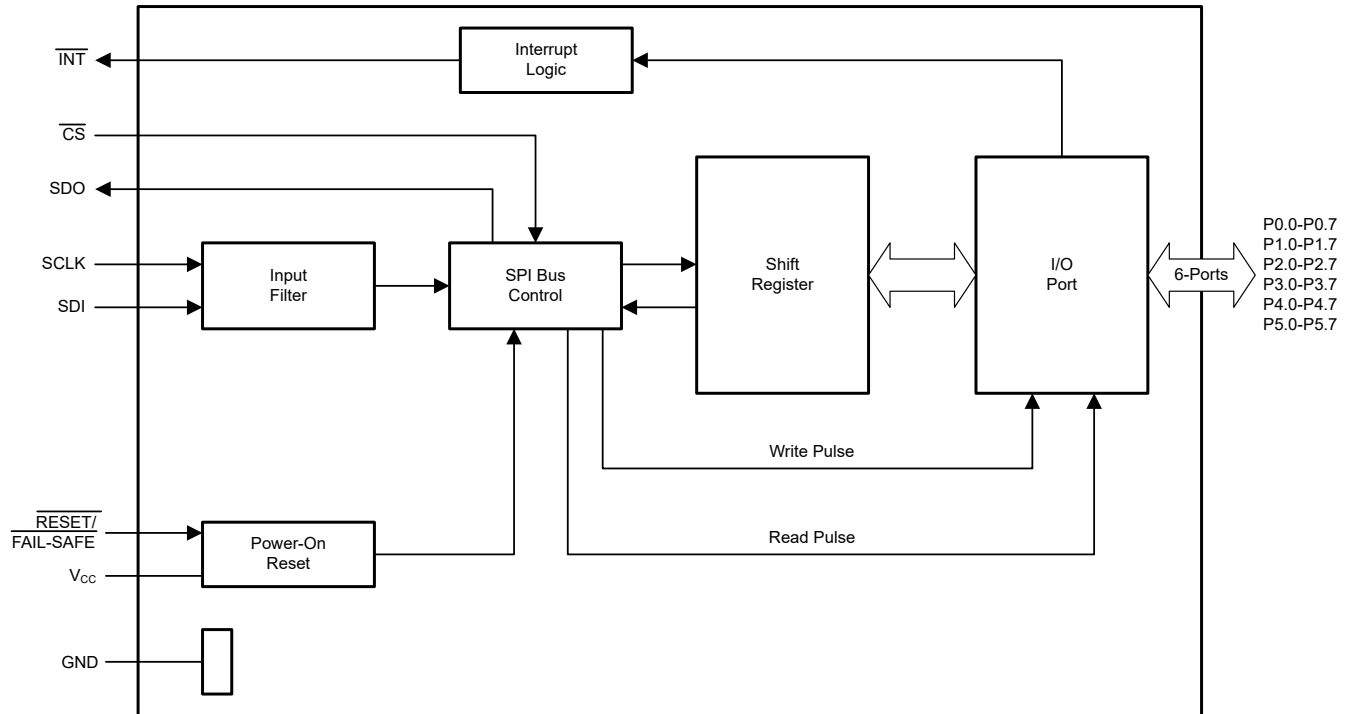 INT
Interrupt
Logic
CS
SDO
SCLK
SDI
Input
Filter
SPI Bus
Control
Shift
Register
I/O
Port
6-Ports
P0.0-P0.7
P1.0-P1.7
P2.0-P2.7
P3.0-P3.7
P4.0-P4.7
P5.0-P5.7
Write Pulse
Read Pulse
RESET/
FAIL-SAFE
VCC
Power-On
Reset
GND